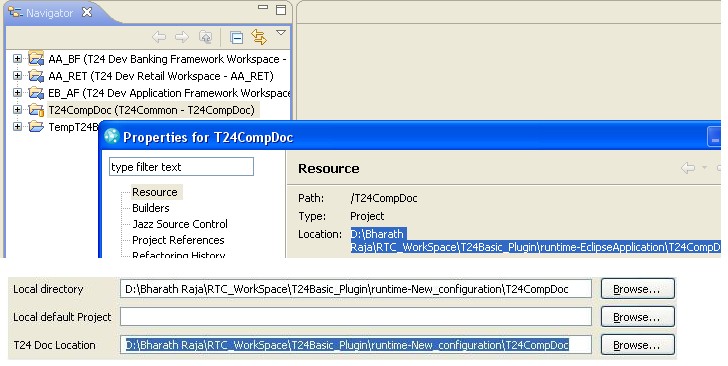 Navigator
AA_BF (T24 Dev Banking Framework Workspace -
AA_RET (T24 Dev Retail Workspace - AA_RET)
EB_AF (T24 Dev Application Framework Workspace
T24CompDoc (T24Common - T24CompDoc)
TempT24B
Properties for T24CompDoc
type filter text
Resource
Builders
Jazz Source Control
Project References
Refactoring History
Resource
Path: /T24CompDoc
Type: Project
Location: D:\Bharath
Raja\RTC_WorkSpace\T24Basic_Plugin\runtime-EclipseApplication\T24CompD
Local directory D:\Bharath Raja\RTC_WorkSpace\T24Basic_Plugin\runtime-New_configuration\T24CompDoc Browse...
Local default Project Browse...
T24 Doc Location D:\Bharath Raja\RTC_WorkSpace\T24Basic_Plugin\runtime-New_configuration\T24CompDoc Browse...